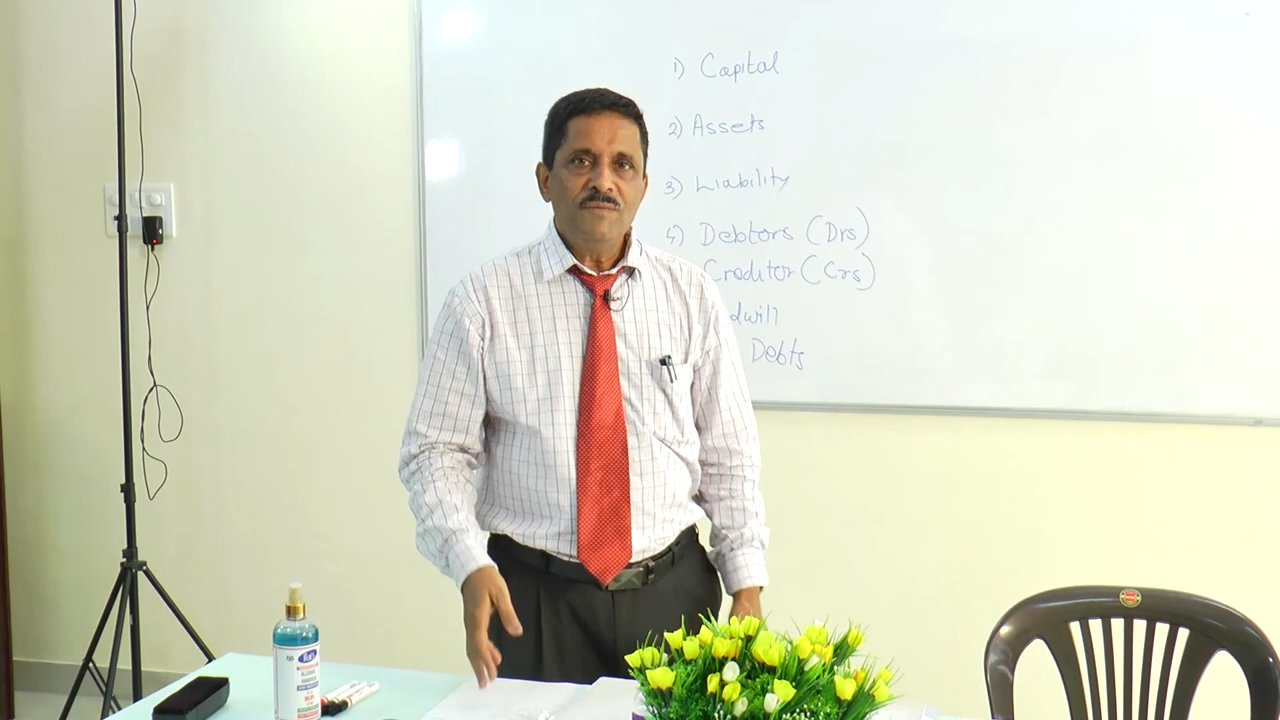 1) Capital
2) Assets
3) Liability
4) Debtors (Drs)
Creditor (Crs)
dwill
Debts